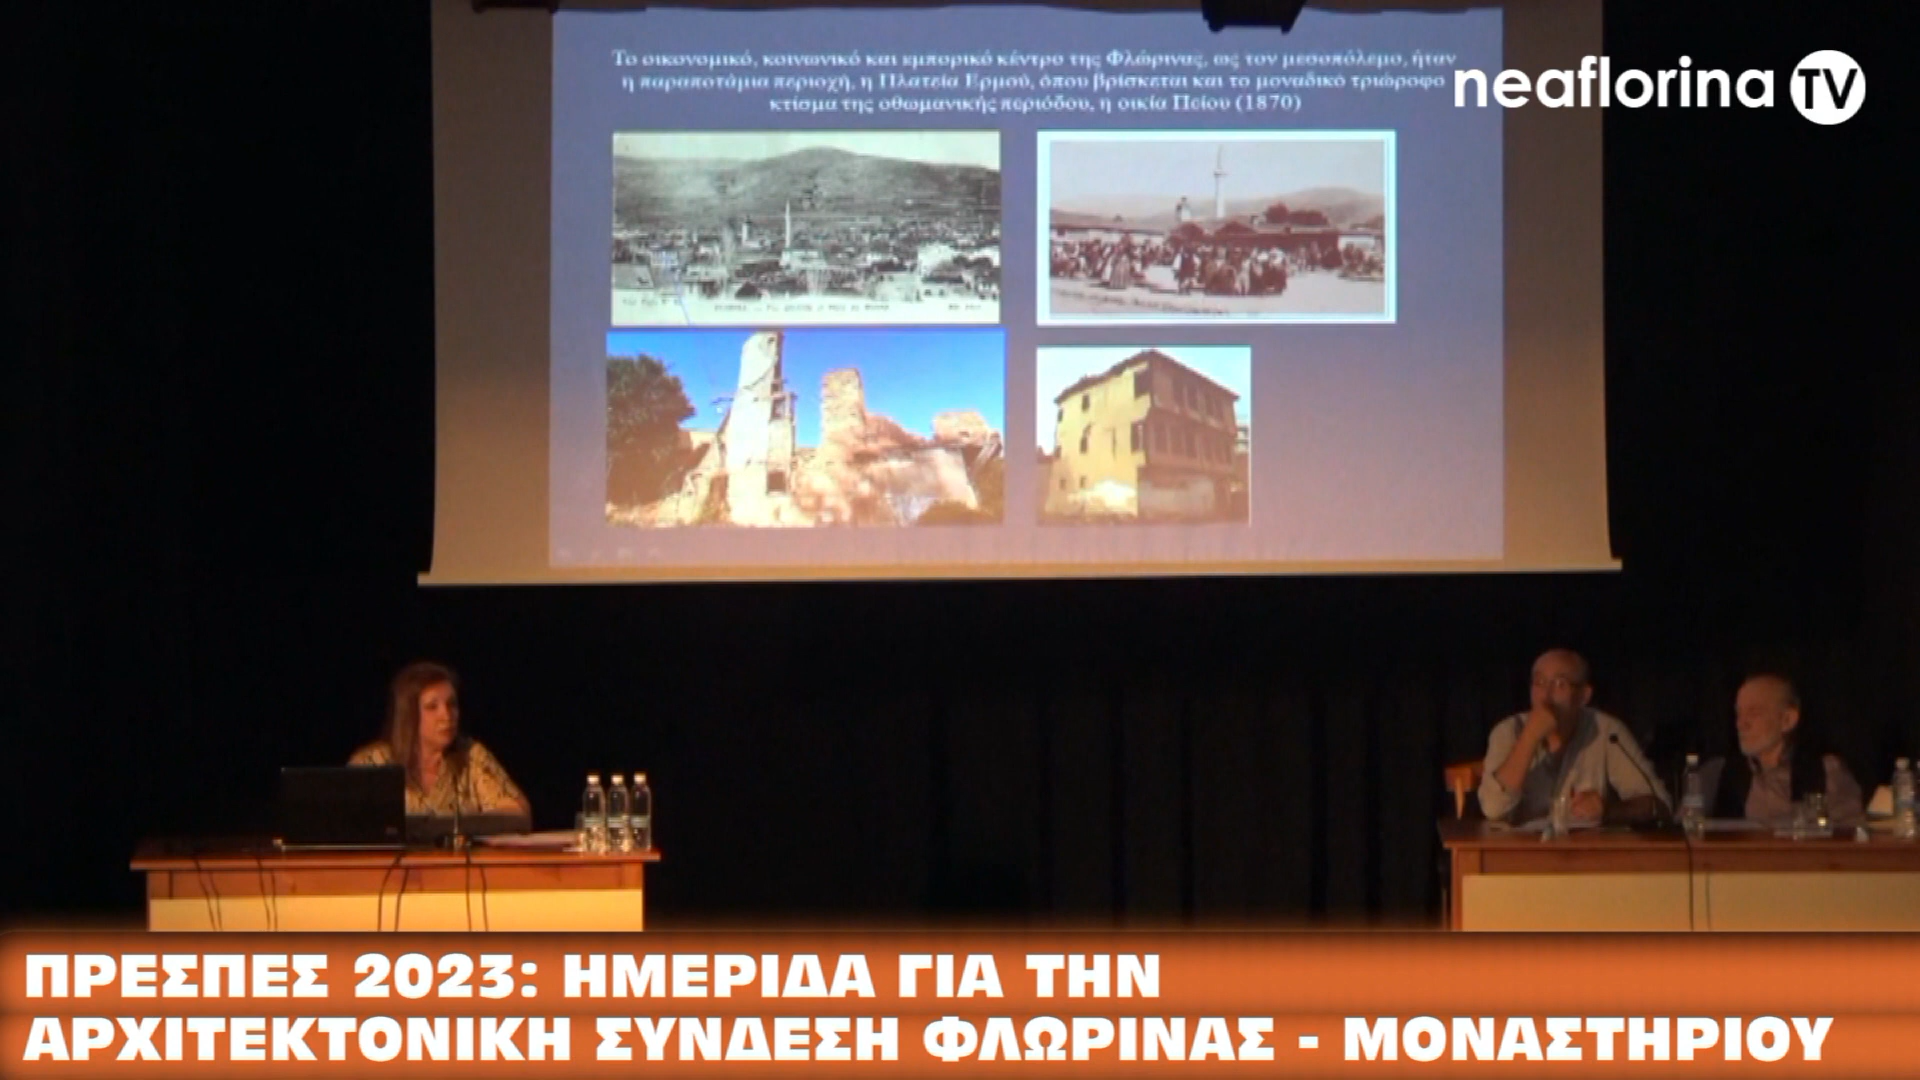 Το οικονομικό, κοινωνικό και εμπορικό κέντρο της Φλώρινας, ως τον μεσοπόλεμο, ήταν
η παραποτάμια περιοχή, η Πλατεία Ερμού, όπου βρίσκεται και το μοναδικό τριώροφο
κτίσμα της οθωμανικής περιόδου, η οικία Πείου (1870)
neaflorina TV
ΠΡΕΣΠΕΣ 2023: ΗΜΕΡΙΔΑ ΓΙΑ ΤΗΝ
ΑΡΧΙΤΕΚΤΟΝΙΚΗ ΣΥΝΔΕΣΗ ΦΛΩΡΙΝΑΣ - ΜΟΝΑΣΤΗΡΙΟΥ